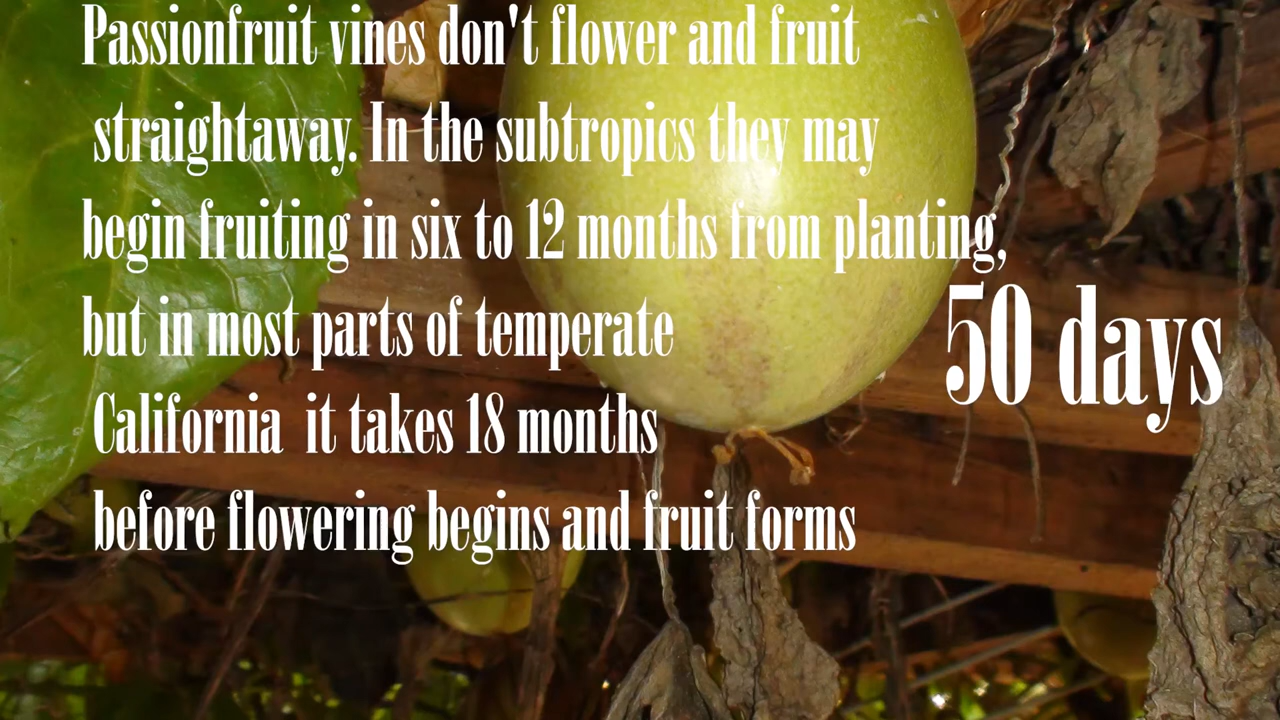 Passionfruit vines don't flower and fruit
straightaway. In the subtropics they may
begin fruiting in six to 12 months from planting,
but in most parts of temperate
50 days
California it takes 18 months
before flowering begins and fruit forms